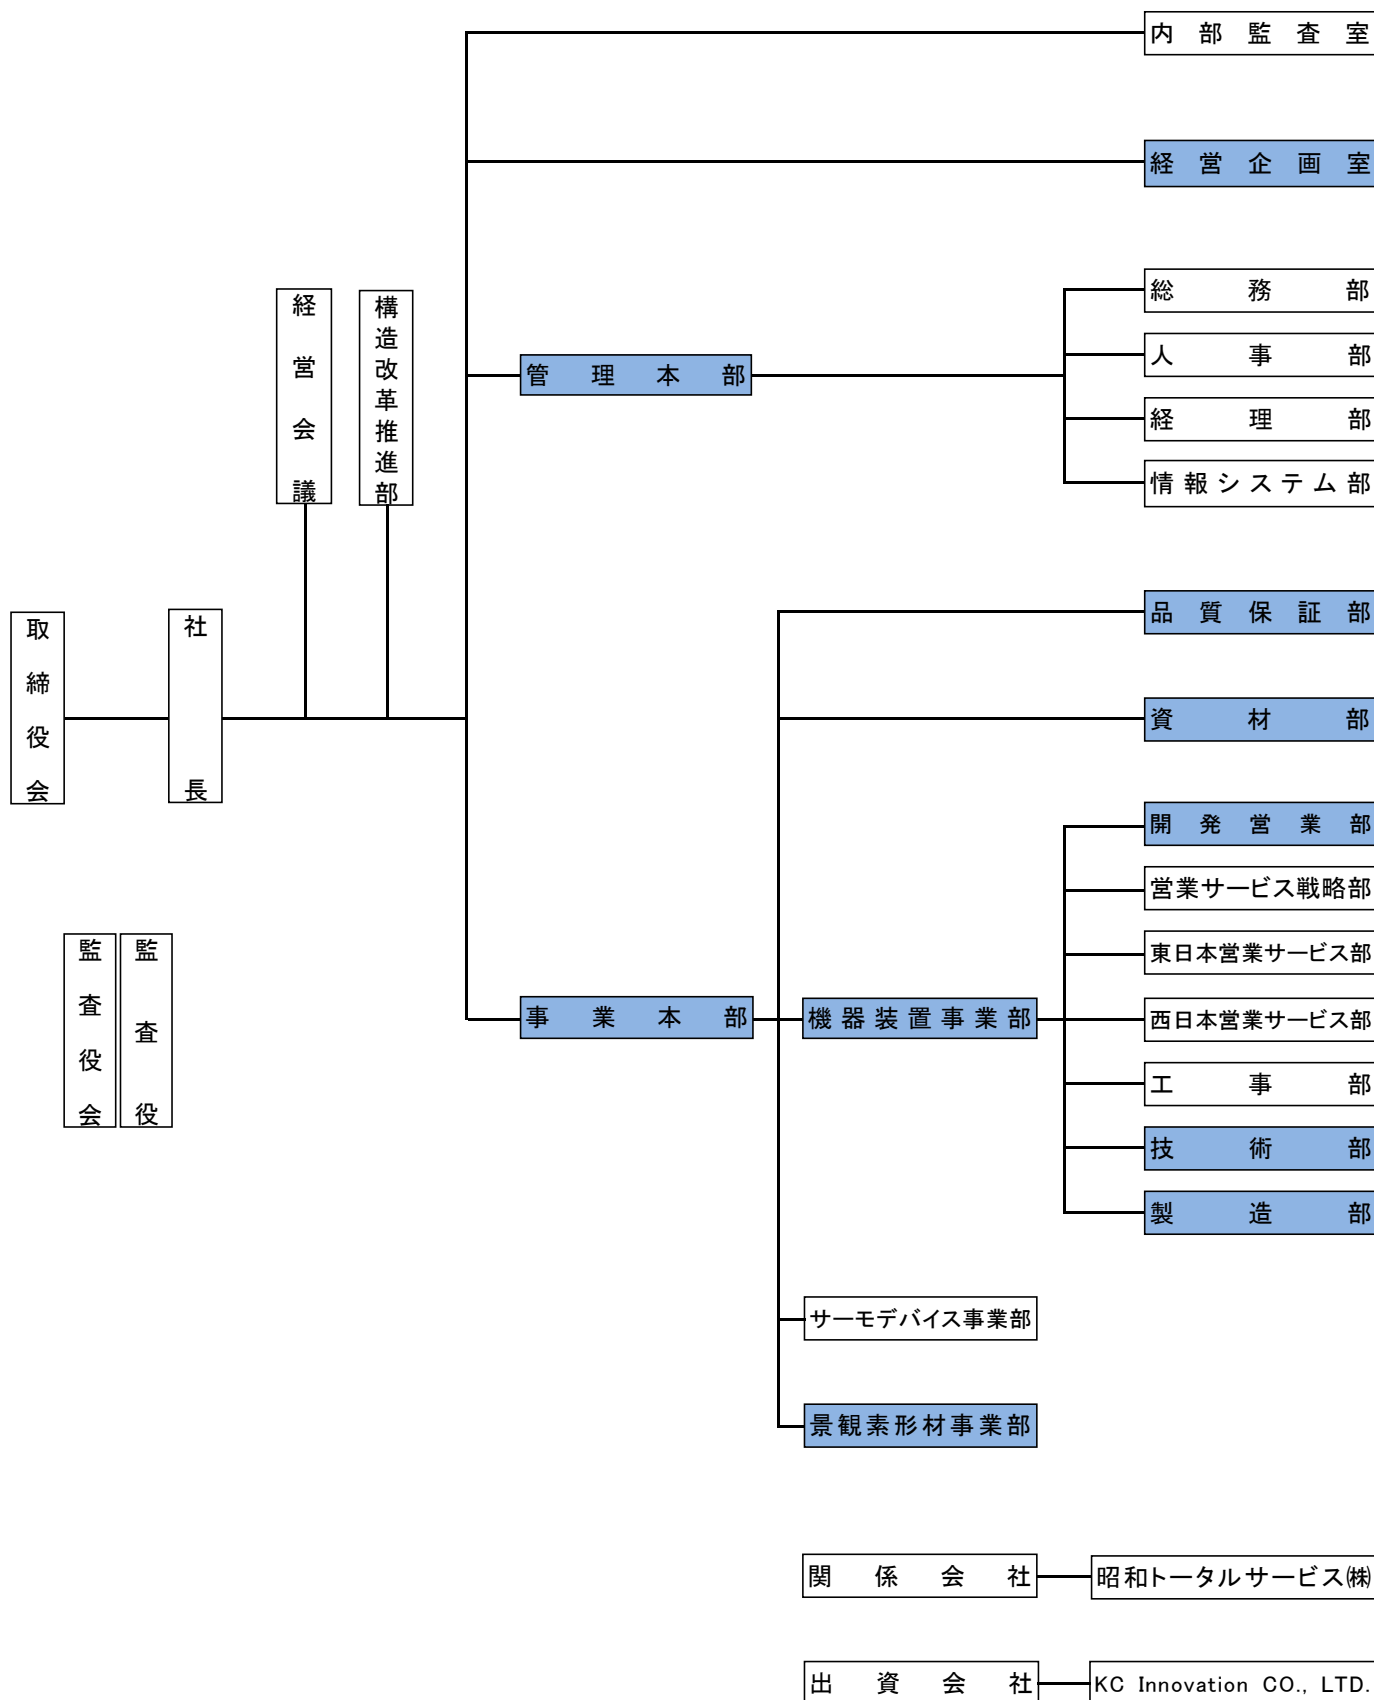 内部監査室
経営企画室
経営会議
構造改革推進部
管理本部
総務部
人事部
経理部
情報システム部
取締役会
社長
品質保証部
資材部
開発営業部
営業サービス戦略部
東日本営業サービス部
監査役会
監査役
事業本部
機器装置事業部
西日本営業サービス部
工事部
技術部
製造部
サーモデバイス事業部
景観素形材事業部
関係会社
昭和トータルサービス㈱
出資会社
KC Innovation CO., LTD.